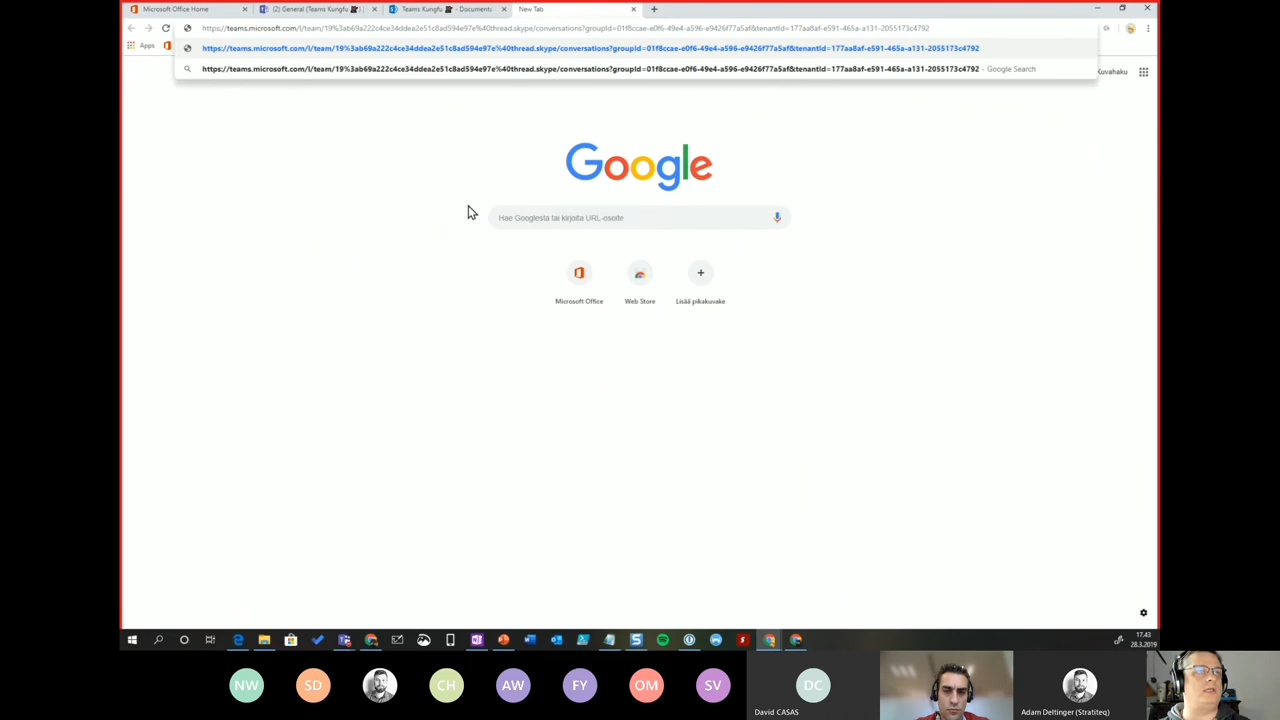 Microsoft Office Home
(2) General (Teams Kungfu
Teams Kungfu - Documents
New Tab
https://teams.microsoft.com/l/team/19%3ab69a222c4ce34ddea2e51c8ad594e97e%40thread.skype/conversations?groupId=01f8ccae-e0f6-49e4-a596-e9426f77a5af&tenantId=177aa8af-e591-465a-a131-2055173c4792
Apps
https://teams.microsoft.com/l/team/19%3ab69a222c4ce34ddea2e51c8ad594e97e%40thread.skype/conversations?groupId=01f8ccae-e0f6-49e4-a596-e9426f77a5af&tenantId=177aa8af-e591-465a-a131-2055173c4792
https://teams.microsoft.com/l/team/19%3ab69a222c4ce34ddea2e51c8ad594e97e%40thread.skype/conversations?groupId=01f8ccae-e0f6-49e4-a596-e9426f77a5af&tenantId=177aa8af-e591-465a-a131-2055173c4792 - Google Search
Kuvahaku
Google
Hae Googlesta tai kirjoita URL-osoite
Microsoft Office
Web Store
Lisää pikakuvake
17.43
28.3.2019
NW
SD
CH
AW
FY
OM
SV
DC
David CASAS
Adam Deltinger (Stratiteq)